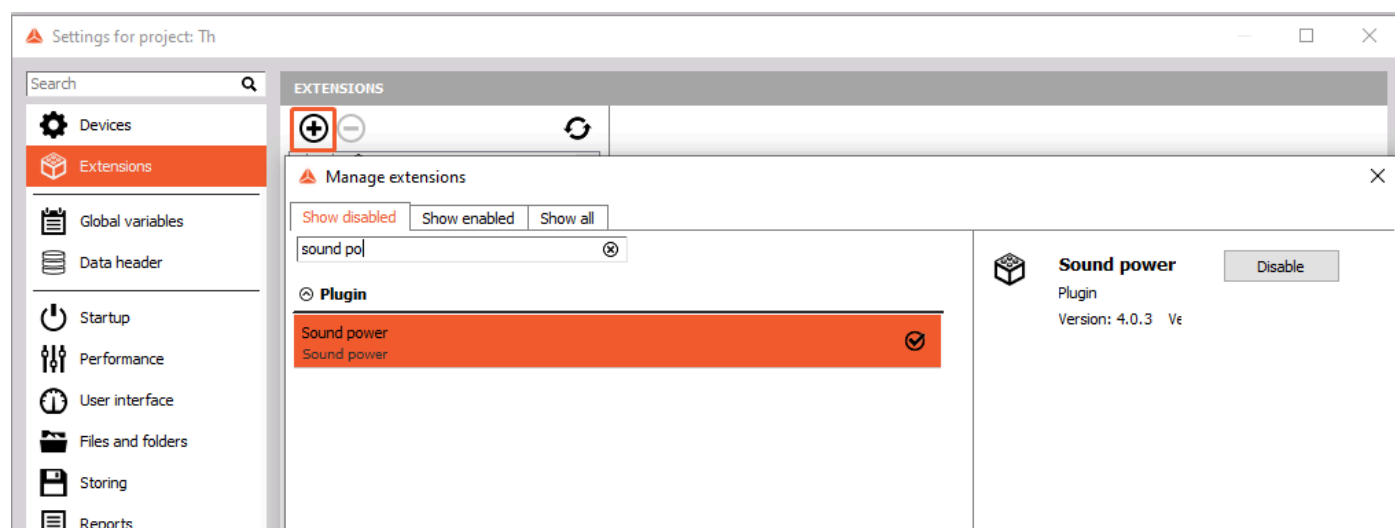 Settings for project: Th
Search
EXTENSIONS
Devices
Extensions
Global variables
Data header
Startup
Performance
User interface
Files and folders
Storing
Reports
Manage extensions
Show disabled
Show enabled
Show all
sound po
Plugin
Sound power
Sound power
Sound power
Disable
Plugin
Version: 4.0.3